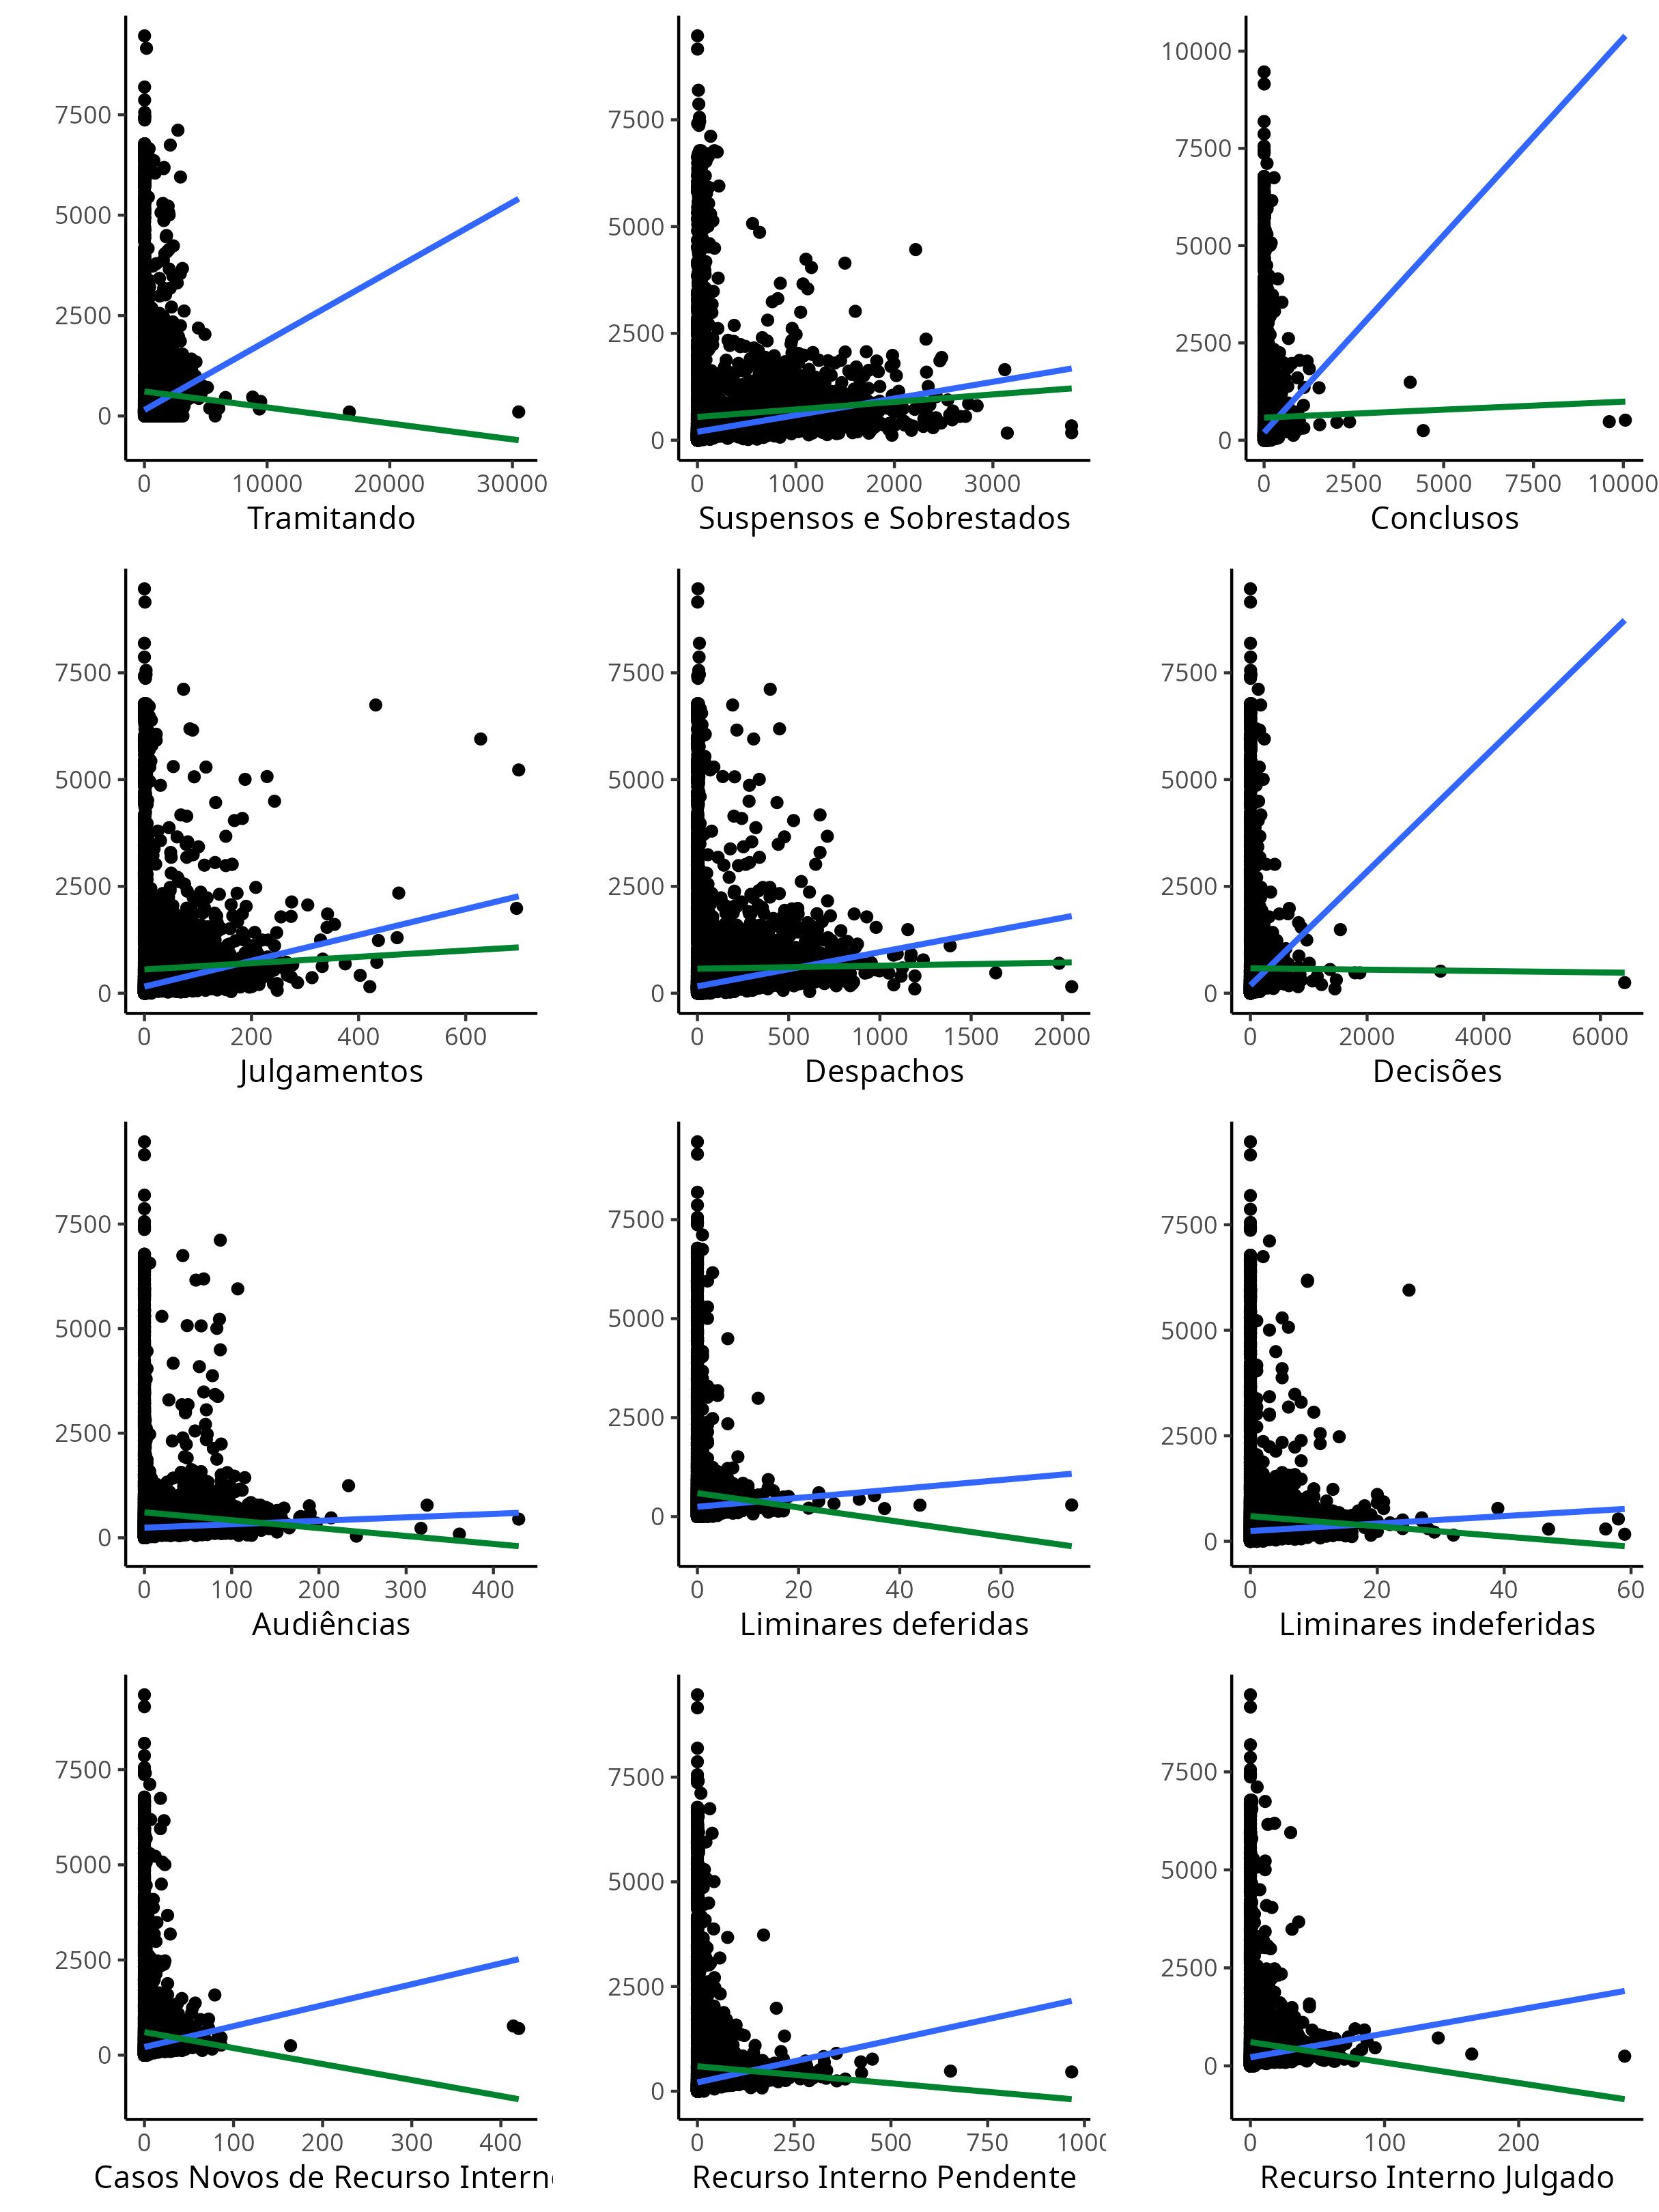 7500
5000
2500
0
0 10000 20000 30000
Tramitando
7500
5000
2500
0
0 1000 2000 3000
Suspensos e Sobrestados
10000
7500
5000
2500
0
0 2500 5000 7500 10000
Conclusos
7500
5000
2500
0
0 200 400 600
Julgamentos
7500
5000
2500
0
0 500 1000 1500 2000
Despachos
7500
5000
2500
0
0 2000 4000 6000
Decisões
7500
5000
2500
0
0 100 200 300 400
Audiências
7500
5000
2500
0
0 20 40 60
Liminares deferidas
7500
5000
2500
0
0 20 40 60
Liminares indeferidas
7500
5000
2500
0
0 100 200 300 400
Casos Novos de Recurso Intern
7500
5000
2500
0
0 250 500 750 1000
Recurso Interno Pendente
7500
5000
2500
0
0 100 200
Recurso Interno Julgado